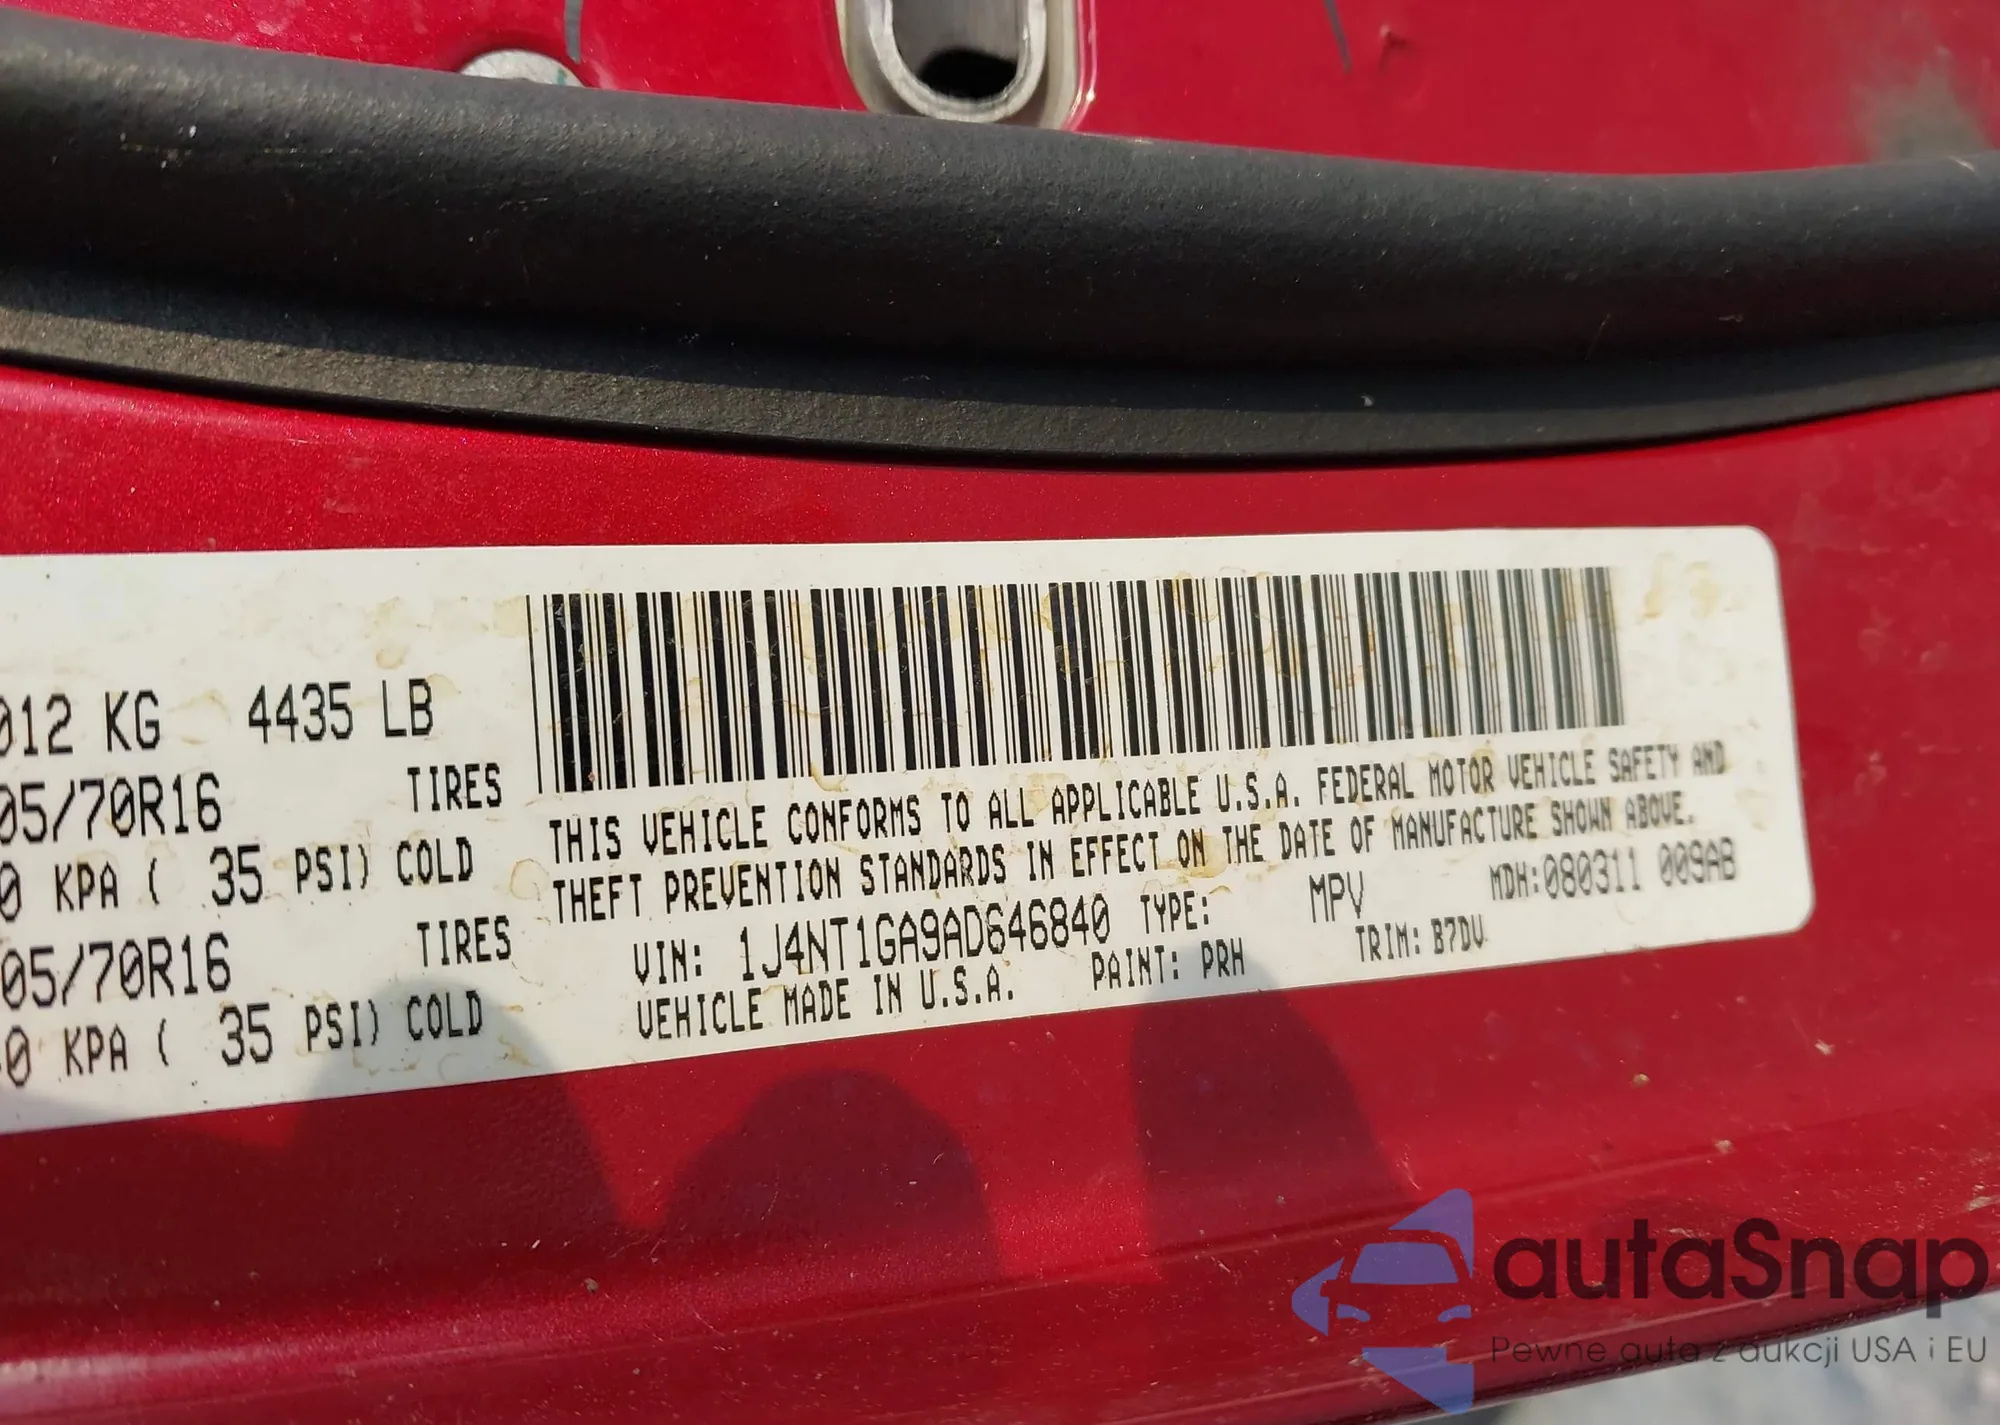 012 KG 4435 LB
05/70R16 TIRES
0 KPA ( 35 PSI) COLD
05/70R16 TIRES
0 KPA ( 35 PSI) COLD
THIS VEHICLE CONFORMS TO ALL APPLICABLE U.S.A. FEDERAL MOTOR VEHICLE SAFETY AND
THEFT PREVENTION STANDARDS IN EFFECT ON THE DATE OF MANUFACTURE SHOWN ABOVE.
VIN: 1J4NT1GA9AD646840 TYPE: MPV MDH:080311 009AB
VEHICLE MADE IN U.S.A. PAINT: PRH TRIM: B7DV
autaSnap
Pewne auta z aukcji USA i EU